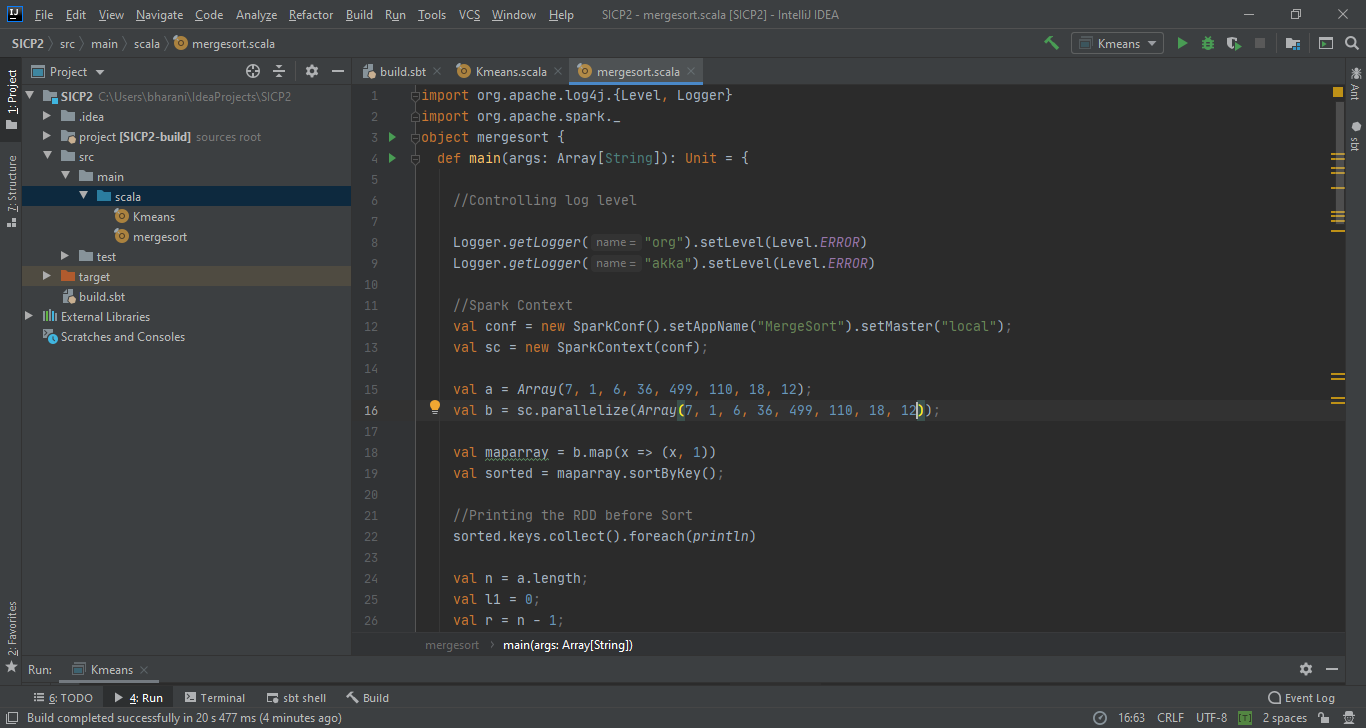 File Edit View Navigate Code Analyze Refactor Build Run Tools VCS Window Help SICP2 - mergesort.scala [SICP2] - IntelliJ IDEA
SICP2 src main scala mergesort.scala Kmeans
1: Project
7: Structure
2: Favorites
Project
SICP2 C:\Users\bharani\IdeaProjects\SICP2
.idea
project [SICP2-build] sources root
src
main
scala
Kmeans
mergesort
test
target
build.sbt
External Libraries
Scratches and Consoles
build.sbt Kmeans.scala mergesort.scala
1 import org.apache.log4j.{Level, Logger}
2 import org.apache.spark._
3 object mergesort {
4 def main(args: Array[String]): Unit = {
5
6 //Controlling log level
7
8 Logger.getLogger( name = "org").setLevel(Level.ERROR)
9 Logger.getLogger( name = "akka").setLevel(Level.ERROR)
10
11 //Spark Context
12 val conf = new SparkConf().setAppName("MergeSort").setMaster("local");
13 val sc = new SparkContext(conf);
14
15 val a = Array(7, 1, 6, 36, 499, 110, 18, 12);
16 val b = sc.parallelize(Array(7, 1, 6, 36, 499, 110, 18, 12));
17
18 val maparray = b.map(x => (x, 1))
19 val sorted = maparray.sortByKey();
20
21 //Printing the RDD before Sort
22 sorted.keys.collect().foreach(println)
23
24 val n = a.length;
25 val l1 = 0;
26 val r = n - 1;
mergesort main(args: Array[String])
Ant
sbt
Run: Kmeans
6: TODO 4: Run Terminal sbt shell Build Event Log
Build completed successfully in 20 s 477 ms (4 minutes ago) 16:63 CRLF UTF-8 [T] 2 spaces